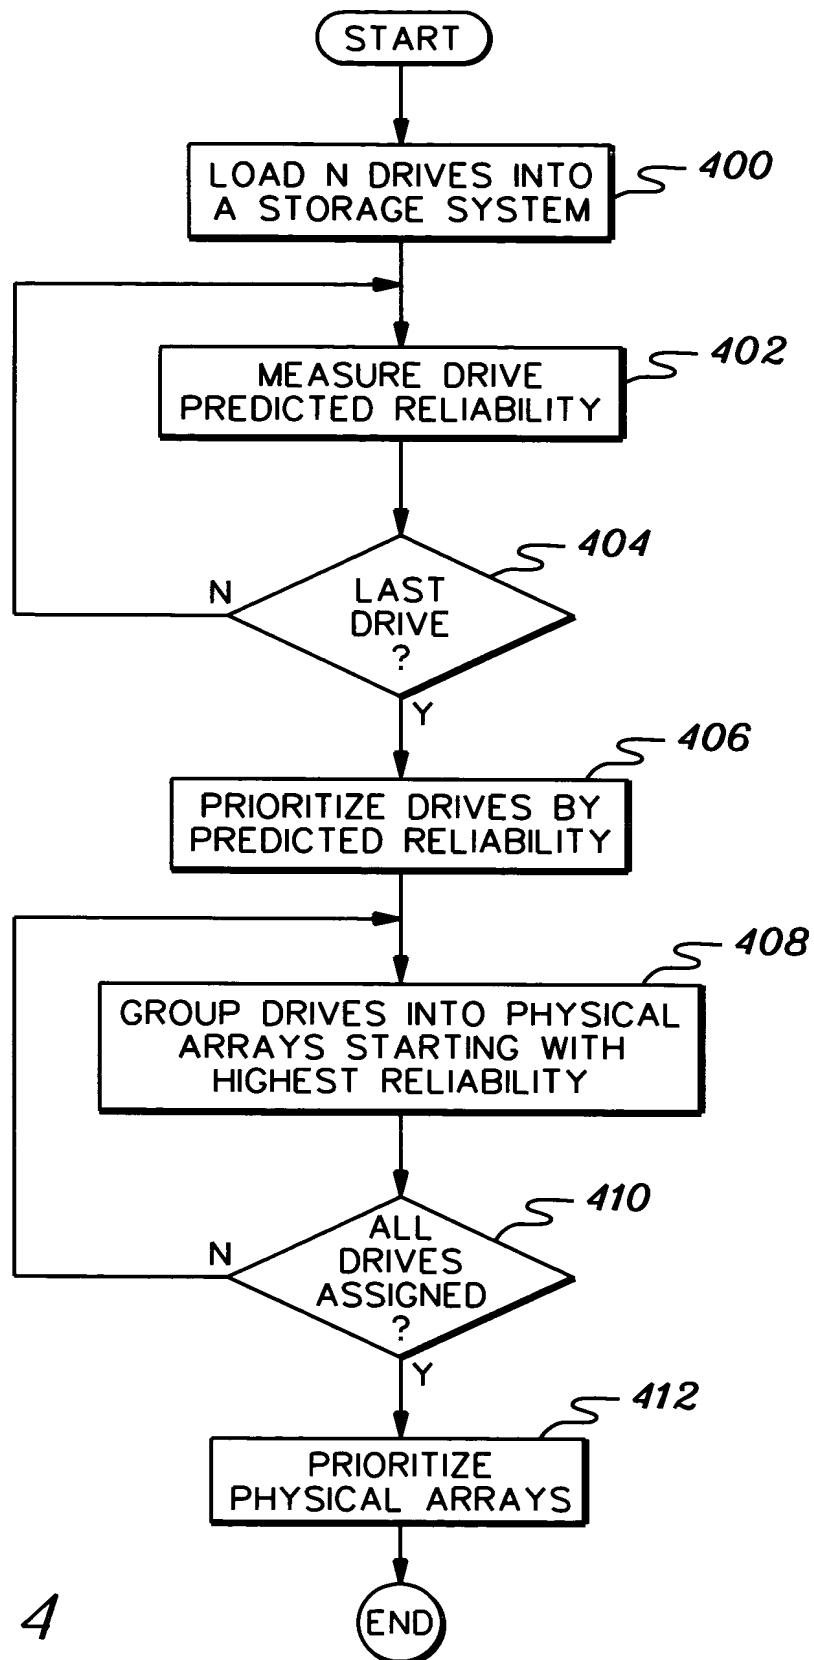 START
LOAD N DRIVES INTO
A STORAGE SYSTEM
400
MEASURE DRIVE
PREDICTED RELIABILITY
402
LAST
DRIVE
?
404
N
Y
PRIORITIZE DRIVES BY
PREDICTED RELIABILITY
406
GROUP DRIVES INTO PHYSICAL
ARRAYS STARTING WITH
HIGHEST RELIABILITY
408
ALL
DRIVES
ASSIGNED
?
410
N
Y
PRIORITIZE
PHYSICAL ARRAYS
412
END
4